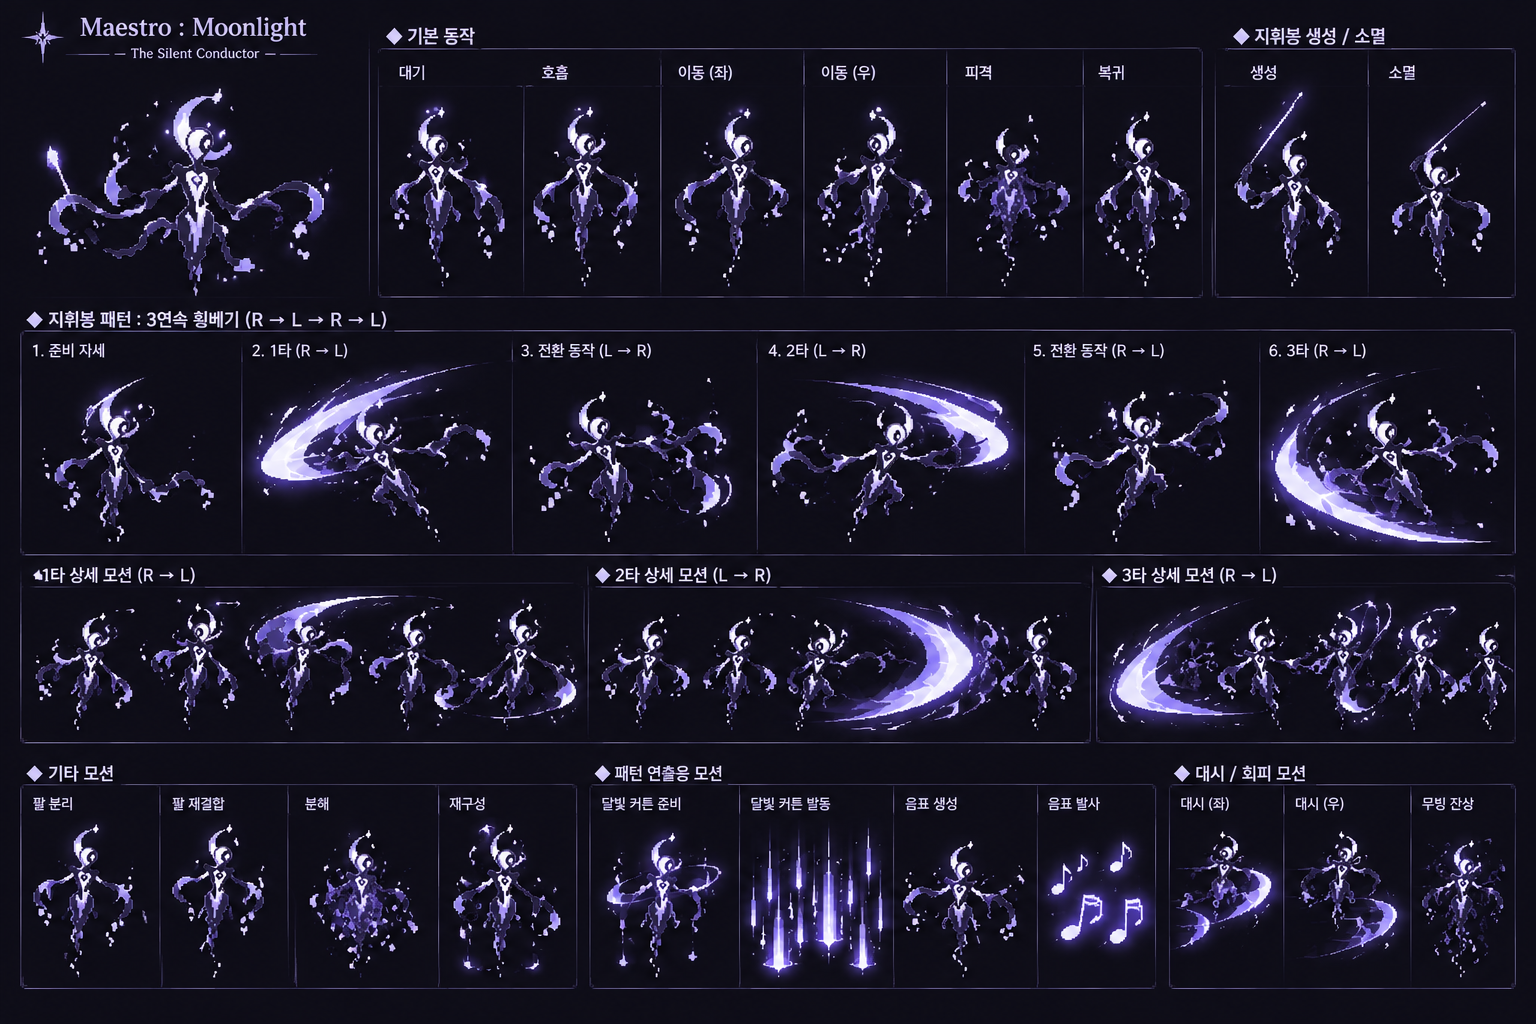 Maestro : Moonlight
— The Silent Conductor —
◆ 기본 동작
대기
호흡
이동 (좌)
이동 (우)
피격
복귀
◆ 지휘봉 생성 / 소멸
생성
소멸
◆ 지휘봉 패턴 : 3연속 횡베기 (R → L → R → L)
1. 준비 자세
2. 1타 (R → L)
3. 전환 동작 (L → R)
4. 2타 (L → R)
5. 전환 동작 (R → L)
6. 3타 (R → L)
1타 상세 모션 (R → L)
◆ 2타 상세 모션 (L → R)
◆ 3타 상세 모션 (R → L)
◆ 기타 모션
팔 분리
팔 재결합
분해
재구성
◆ 패턴 연출응 모션
달빛 커튼 준비
달빛 커튼 발동
음표 생성
음표 발사
◆ 대시 / 회피 모션
대시 (좌)
대시 (우)
무빙 잔상